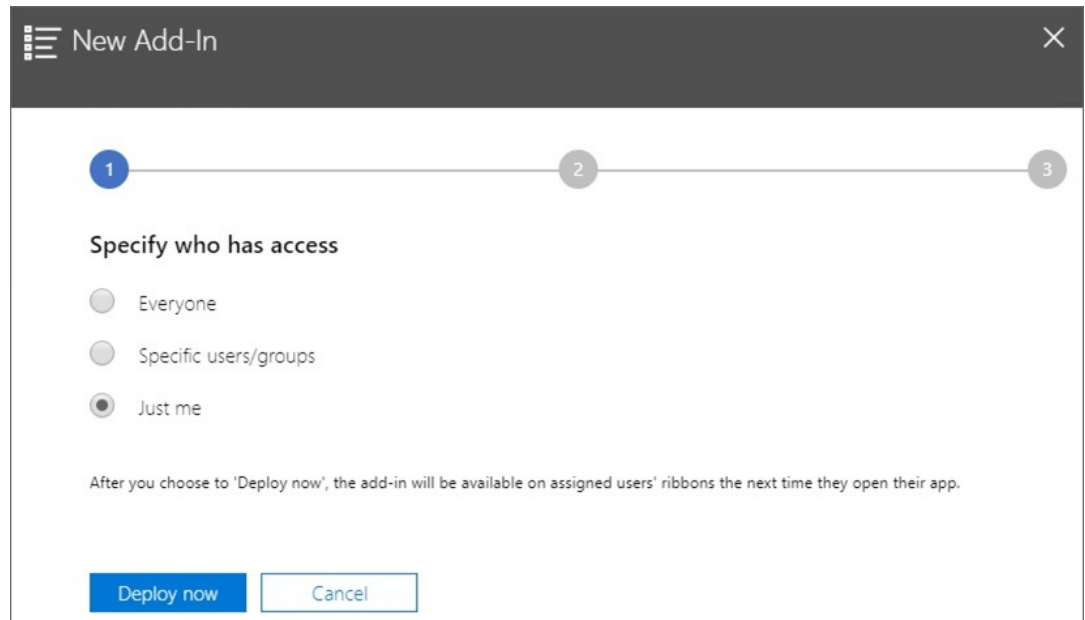 New Add-In
1
2
3
Specify who has access
Everyone
Specific users/groups
Just me
After you choose to 'Deploy now', the add-in will be available on assigned users' ribbons the next time they open their app.
Deploy now
Cancel